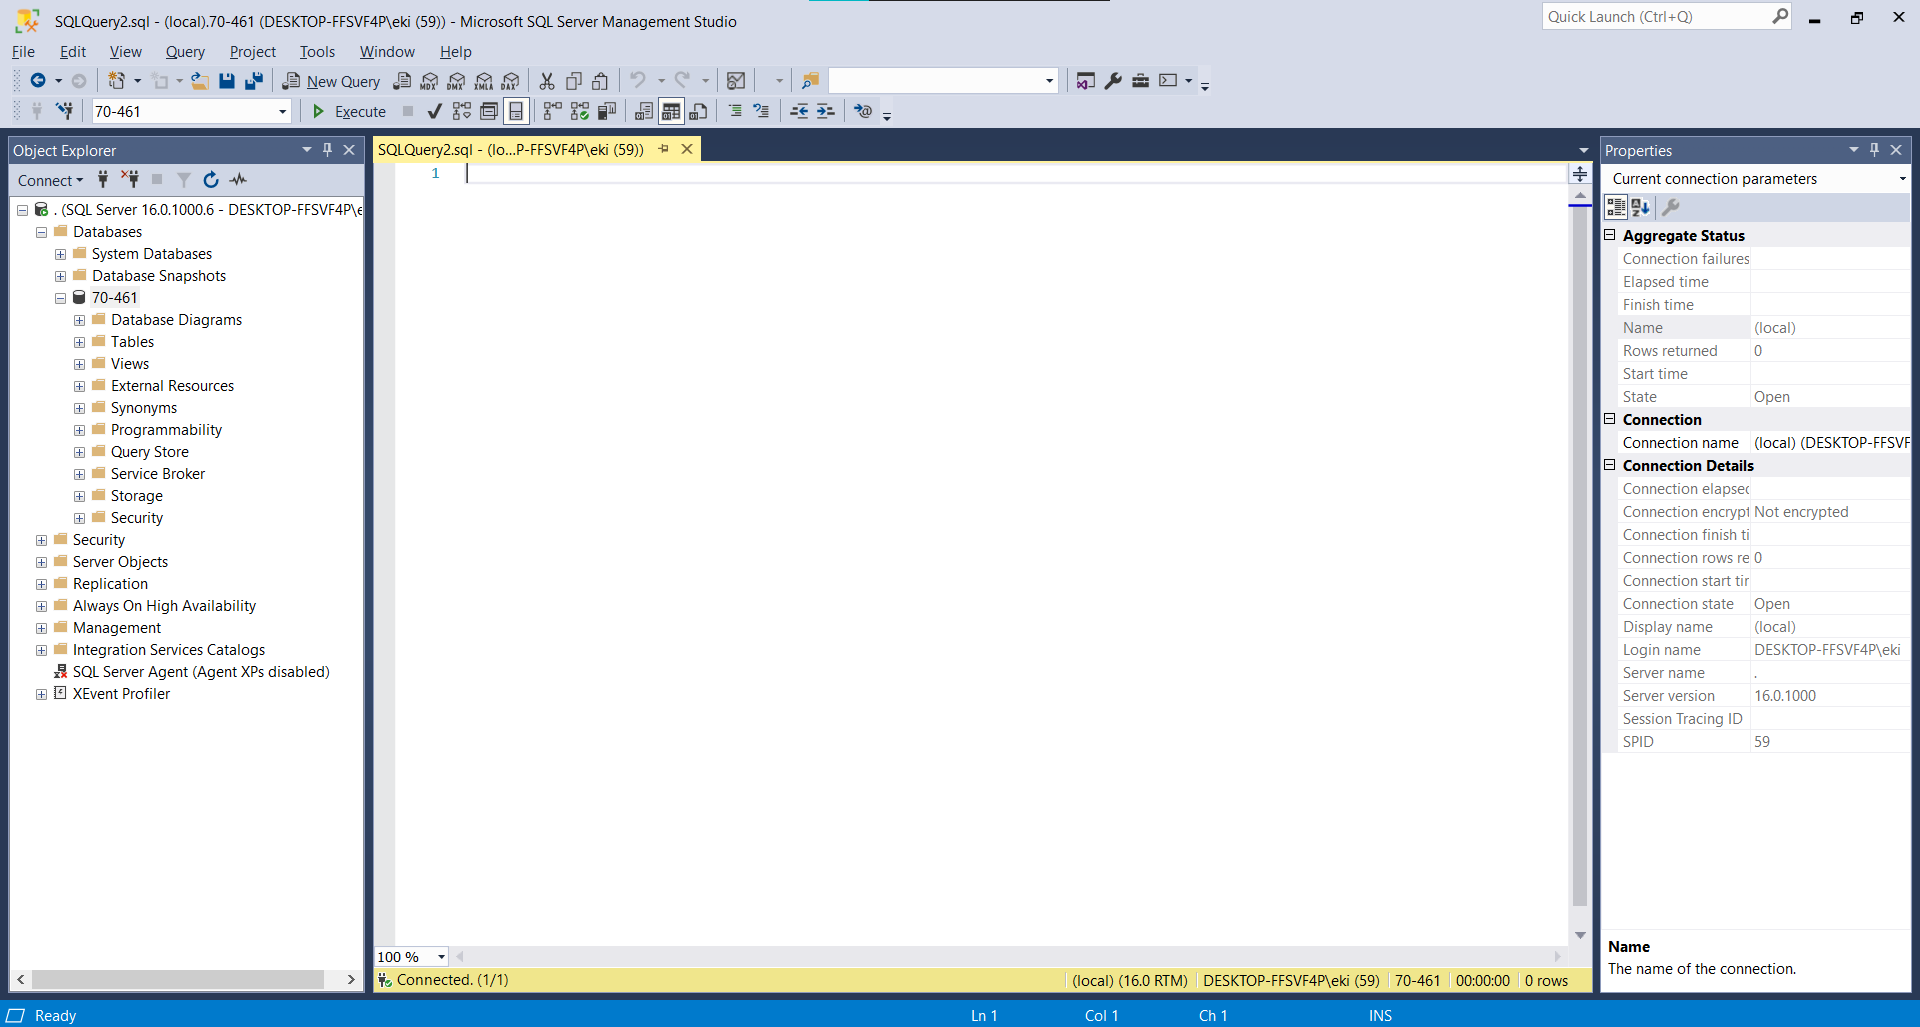 SQLQuery2.sql - (local).70-461 (DESKTOP-FFSVF4P\eki (59)) - Microsoft SQL Server Management Studio
Quick Launch (Ctrl+Q)
File Edit View Query Project Tools Window Help
New Query MDX DMX XMLA DAX
70-461 Execute
Object Explorer
Connect
. (SQL Server 16.0.1000.6 - DESKTOP-FFSVF4P\e
Databases
System Databases
Database Snapshots
70-461
Database Diagrams
Tables
Views
External Resources
Synonyms
Programmability
Query Store
Service Broker
Storage
Security
Security
Server Objects
Replication
Always On High Availability
Management
Integration Services Catalogs
SQL Server Agent (Agent XPs disabled)
XEvent Profiler
SQLQuery2.sql - (lo...P-FFSVF4P\eki (59))
1
100 %
Connected. (1/1)
(local) (16.0 RTM) DESKTOP-FFSVF4P\eki (59) 70-461 00:00:00 0 rows
Properties
Current connection parameters
Aggregate Status
Connection failures
Elapsed time
Finish time
Name (local)
Rows returned 0
Start time
State Open
Connection
Connection name (local) (DESKTOP-FFSVF
Connection Details
Connection elapsec
Connection encrypt Not encrypted
Connection finish ti
Connection rows re 0
Connection start tir
Connection state Open
Display name (local)
Login name DESKTOP-FFSVF4P\eki
Server name .
Server version 16.0.1000
Session Tracing ID
SPID 59
Name
The name of the connection.
Ready Ln 1 Col 1 Ch 1 INS